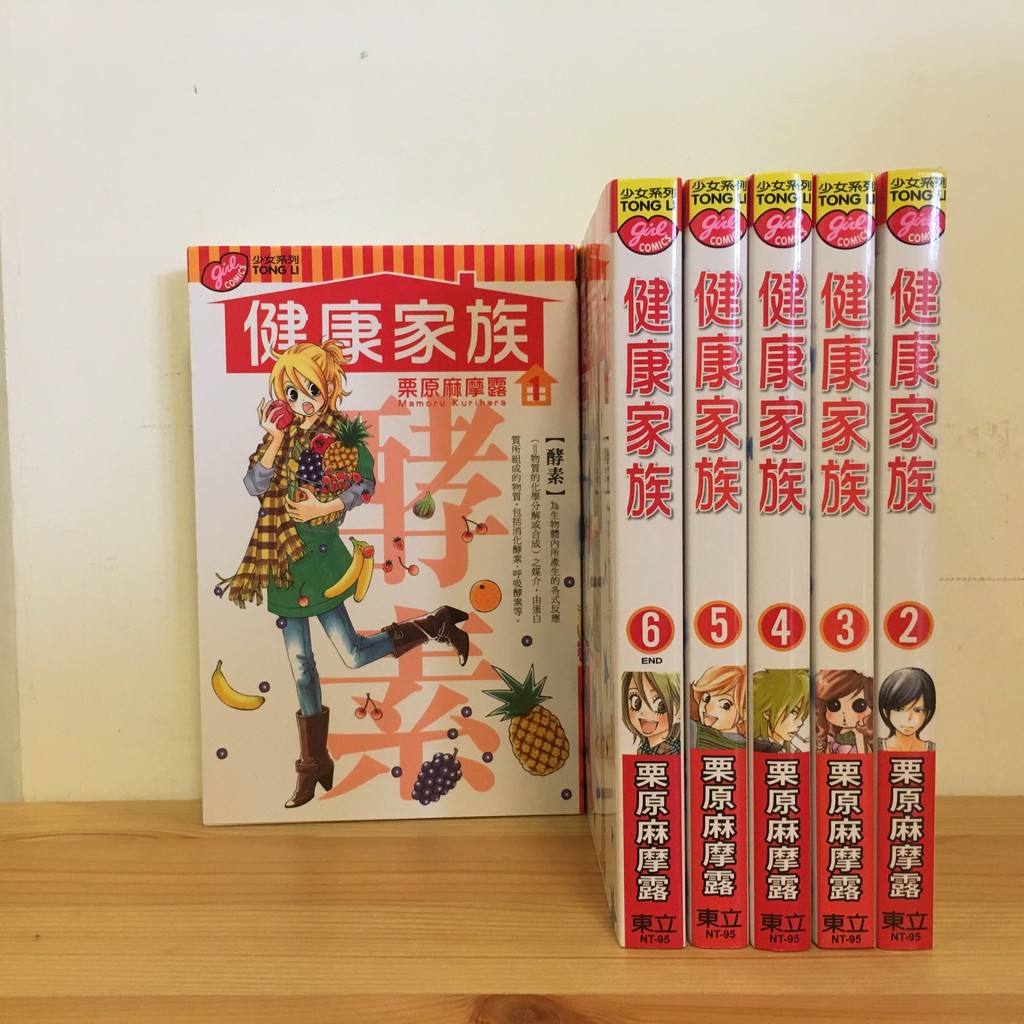 girl
COMICS
少女系列
TONG LI
健康家族
栗原麻摩露
Mamoru Kurihara
1
酵素
【酵素】為生物體內所產生的各式反應
（＝物質的化學分解或合成）之媒介，由蛋白
質所組成的物質。包括消化酵素、呼吸酵素等。
少女系列
TONG LI
girl
COMICS
健康家族
6
END
栗原麻摩露
東立
NT-95
少女系列
TONG LI
girl
COMICS
健康家族
5
栗原麻摩露
東立
NT-95
少女系列
TONG LI
girl
COMICS
健康家族
4
栗原麻摩露
東立
NT-95
少女系列
TONG LI
girl
COMICS
健康家族
3
栗原麻摩露
東立
NT-95
少女系列
TONG LI
girl
COMICS
健康家族
2
栗原麻摩露
東立
NT-95